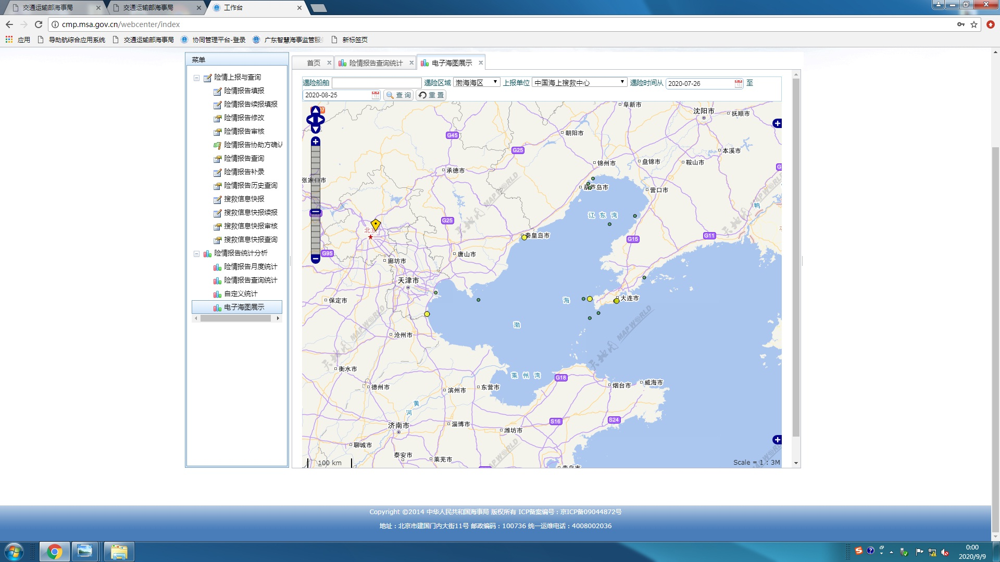 交通运输部海事局
交通运输部海事局
工作台
cmp.msa.gov.cn/webcenter/index
应用
导助航综合应用系统
交通运输部海事局
协同管理平台-登录
广东智慧海事监管服
新标签页
菜单
险情上报与查询
险情报告填报
险情报告续报填报
险情报告修改
险情报告审核
险情报告协助方确认
险情报告查询
险情报告补录
险情报告历史查询
搜救信息快报
搜救信息快报续报
搜救信息快报审核
搜救信息快报查询
险情报告统计分析
险情报告月度统计
险情报告查询统计
自定义统计
电子海图展示
首页
险情报告查询统计
电子海图展示
遇险船舶 遇险区域 渤海海区 上报单位 中国海上搜救中心 遇险时间从 2020-07-26 至
2020-08-25 查 询 重 置
阜新市
沈阳市
抚顺市
朝阳市
G45
G25
本溪市
锦州市
盘锦市
鞍山市
承德市
张家口市
葫芦岛市
营口市
MAP WORLD
天地图
辽 东 湾
鸭
G25
北京
秦皇岛市
G15
G11
G95
唐山市
廊坊市
天津市
保定市
海
大连市
渤
MAP WORLD
天地图
MAP WORLD
天地图
沧州市
衡水市
莱 州 湾
G18
德州市
滨州市
东营市
烟台市
威海市
黄
河
S16
S24
济南市
淄博市
潍坊市
聊城市
泰安市
莱芜市
青岛市
100 km
Scale = 1 : 3M
Copyright ©2014 中华人民共和国海事局 版权所有 ICP备案编号：京ICP备09044872号
地址：北京市建国门内大街11号 邮政编码：100736 统一运维电话：4008002036
0:00
2020/9/9